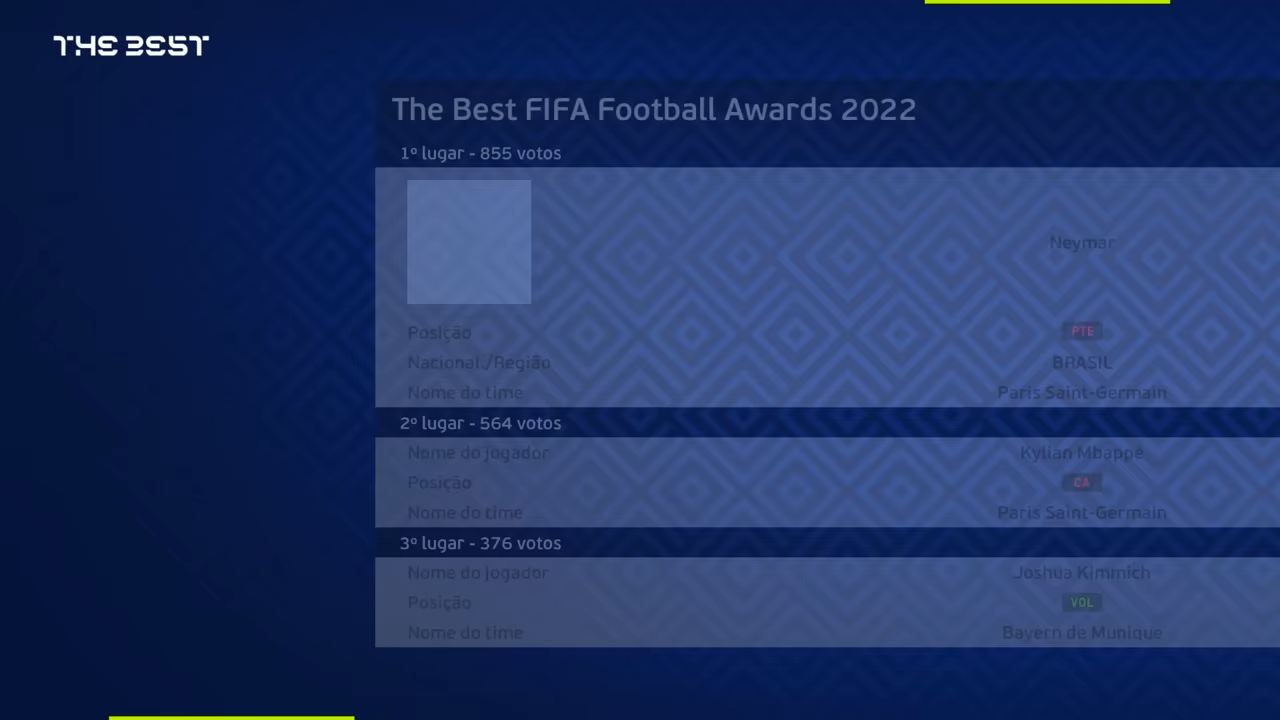 THE BEST
The Best FIFA Football Awards 2022
1º lugar - 855 votos
Neymar
Posição PTE
Nacional./Região BRASIL
Nome do time Paris Saint-Germain
2º lugar - 564 votos
Nome do jogador Kylian Mbappé
Posição CA
Nome do time Paris Saint-Germain
3º lugar - 376 votos
Nome do jogador Joshua Kimmich
Posição VOL
Nome do time Bayern de Munique